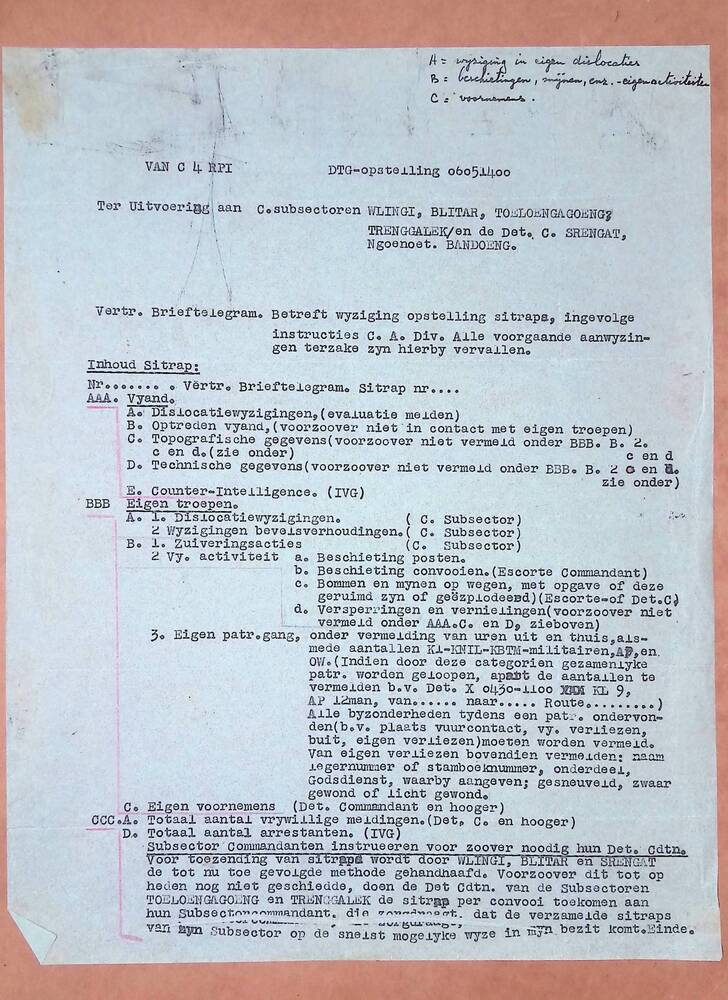 A = wysiging in eigen dislocaties
B = beschietingen, mijnen, enz. - eigen activiteiten
C = voornemens.
VAN C 4 RPI DTG-opstelling 06051400
Ter Uitvoering aan C.subsectoren WLINGI, BLITAR, TOELOENGAGOENG,
TRENGGALEK/en de Det. C. SRENGAT,
Ngoenoet. BANDOENG.
Vertr. Brieftelegram. Betreft wyziging opstelling sitraps, ingevolge
instructies C. A. Div. Alle voorgaande aanwyzin-
gen terzake zyn hierby vervallen.
Inhoud Sitrap:
Nr....... . Vertr. Brieftelegram. Sitrap nr....
AAA. Vyand.
A. Dislocatiewyzigingen,(evaluatie melden)
B. Optreden vyand,(voorzoover niet in contact met eigen troepen)
C. Topografische gegevens(voorzoover niet vermeld onder BBB. B. 2.
c en d.(zie onder) c en d
D. Technische gegevens(voorzoover niet vermeld onder BBB. B. 2 c en d.
zie onder)
E. Counter-Intelligence. (IVG)
BBB Eigen troepen.
A. 1. Dislocatiewyzigingen. ( C. Subsector)
2 Wyzigingen bevelsverhoudingen.( C. Subsector)
B. 1. Zuiveringsacties (C. Subsector)
2 Vy. activiteit a. Beschieting posten.
b. Beschieting convooien.(Escorte Commandant)
c. Bommen en mynen op wegen, met opgave of deze
geruimd zyn of geëzplodeerd)(Escorte-of Det.C)
d. Versperringen en vernielingen(voorzoover niet
vermeld onder AAA.C. en D, zieboven)
3. Eigen patr.gang, onder vermelding van uren uit en thuis,als-
mede aantallen KL-KNIL-KBTM-militairen,AP,en
OW.(Indien door deze categorien gezamenlyke
patr. worden geloopen, apart de aantallen te
vermelden b.v. Det. X 0430-1100 XXX KL 9,
AP 12man, van...... naar..... Route.........)
Alle byzonderheden tydens een patr. ondervon-
den(b.v. plaats vuurcontact, vy. verliezen,
buit, eigen verliezen)moeten worden vermeld.
Van eigen verliezen bovendien vermelden: naam
legernummer of stamboeknummer, onderdeel,
Godsdienst, waarby aangeven; gesneuveld, zwaar
gewond of licht gewond.
C. Eigen voornemens (Det. Commandant en hooger)
CCC.A. Totaal aantal vrywillige meldingen.(Det. C. en hooger)
D. Totaal aantal arrestanten. (IVG)
Subsector Commandanten instrueeren voor zoover noodig hun Det. Cdtn.
Voor toezending van sitraps wordt door WLINGI, BLITAR en SRENGAT
de tot nu toe gevolgde methode gehandhaafd. Voorzoover dit tot op
heden nog niet geschiedde, doen de Det Cdtn. van de Subsectoren
TOELOENGAGOENG en TRENGGALEK de sitrap per convooi toekomen aan
hun Subsectorcommandant. die zorgdraagt, dat de verzamelde sitraps
van zyn Subsector op de snelst mogelyke wyze in myn bezit komt.Einde.